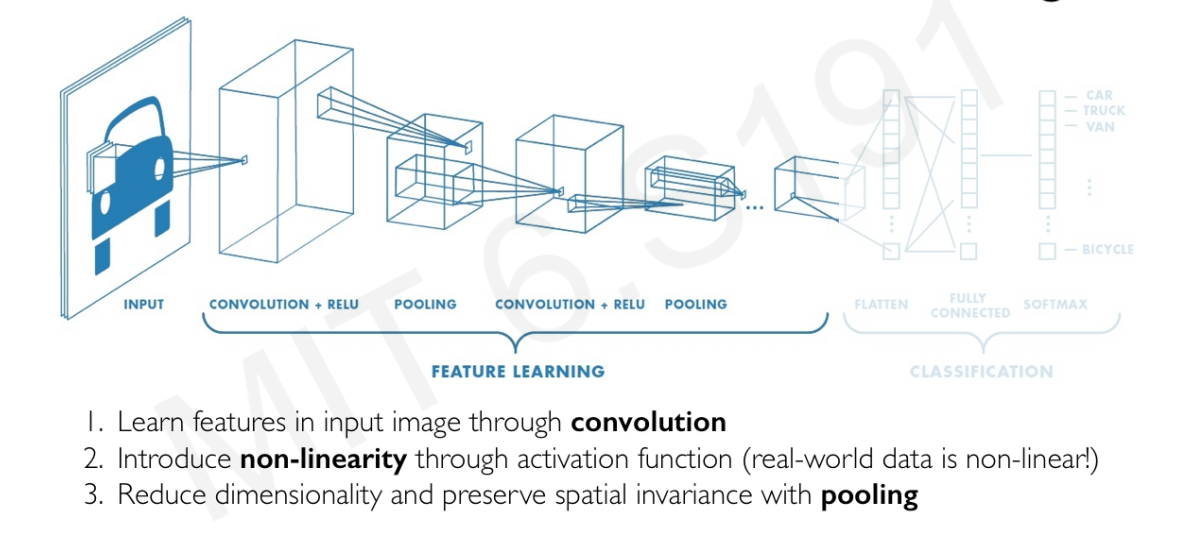 CAR
TRUCK
VAN
BICYCLE
INPUT CONVOLUTION + RELU POOLING CONVOLUTION + RELU POOLING FLATTEN FULLY CONNECTED SOFTMAX
FEATURE LEARNING CLASSIFICATION
1. Learn features in input image through convolution
2. Introduce non-linearity through activation function (real-world data is non-linear!)
3. Reduce dimensionality and preserve spatial invariance with pooling
MIT 6.S191